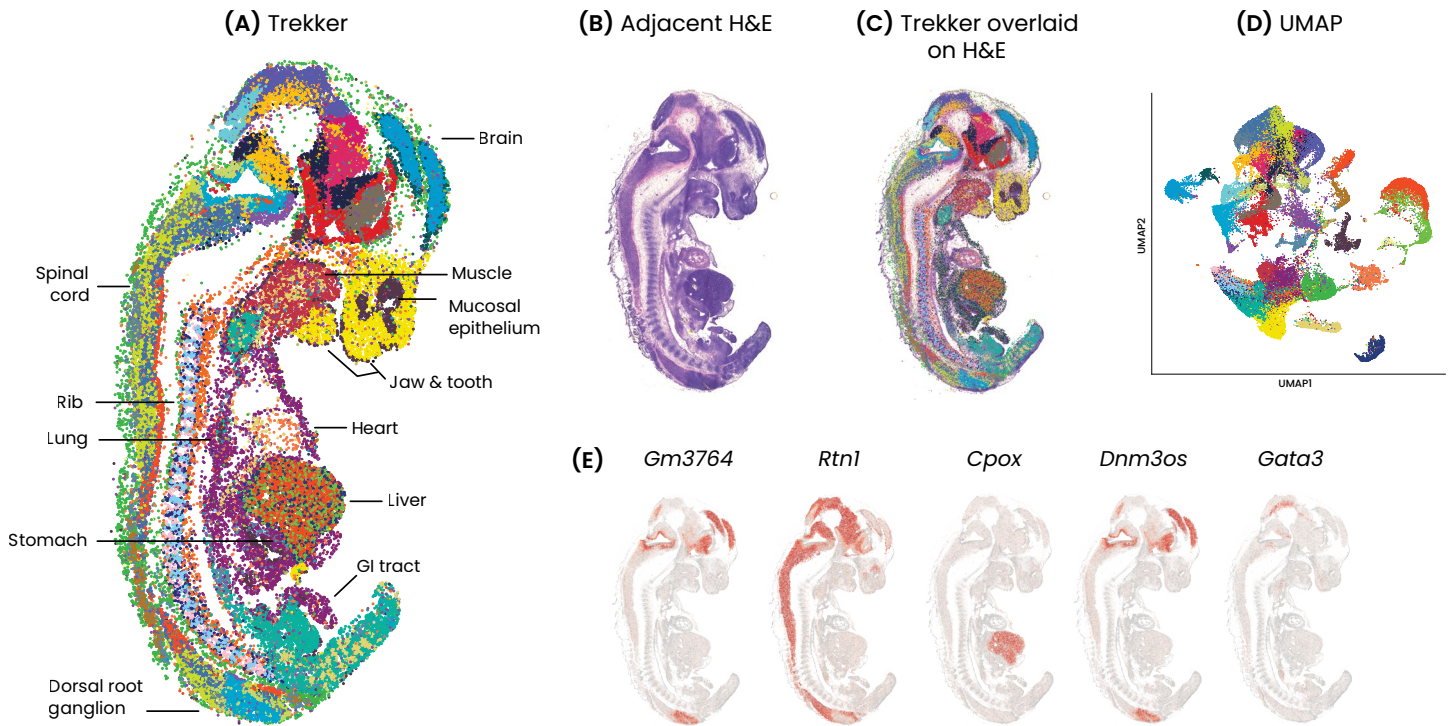 (A) Trekker
Brain
Spinal
cord
Muscle
Mucosal
epithelium
Jaw & tooth
Rib
Lung
Heart
Liver
Stomach
GI tract
Dorsal root
ganglion
(B) Adjacent H&E
(C) Trekker overlaid
on H&E
(D) UMAP
UMAP2
UMAP1
(E)
Gm3764
Rtn1
Cpox
Dnm3os
Gata3